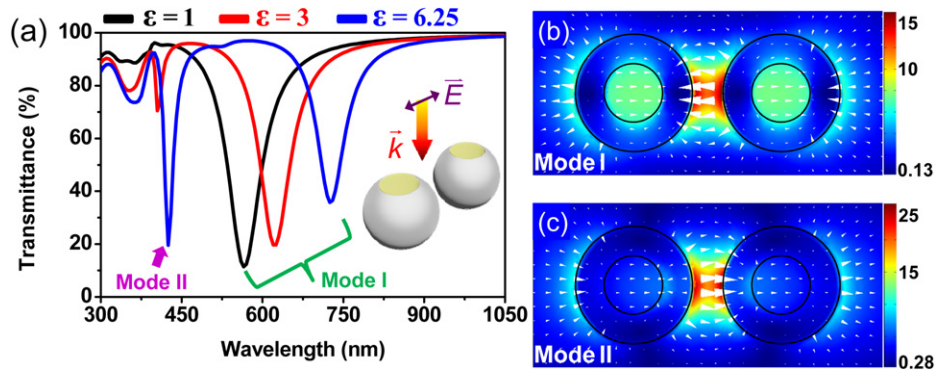 ε = 1 ε = 3 ε = 6.25
(a)
100
80
60
40
20
0
Transmittance (%)
300 450 600 750 900 1050
Wavelength (nm)
E
k
Mode II
Mode I
(b)
Mode I
15
10
0.13
(c)
Mode II
25
15
0.28